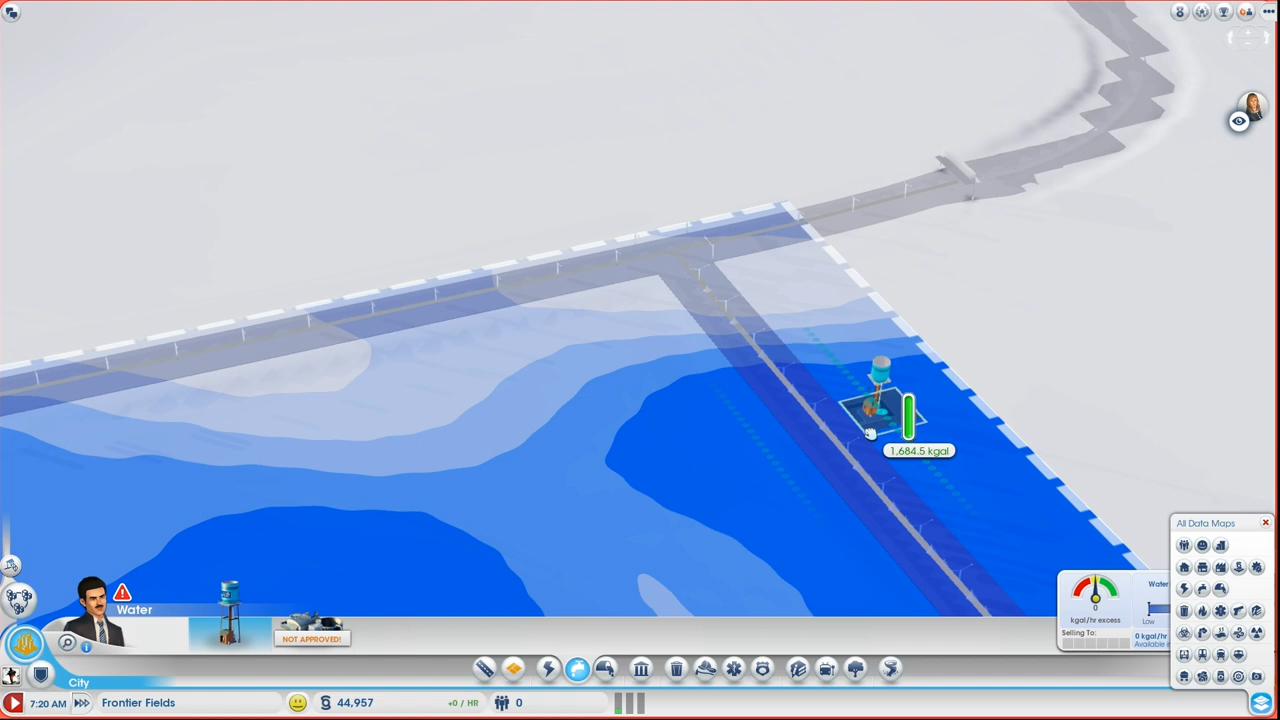 1,684.5 kgal
All Data Maps
Water
NOT APPROVED!
0
kgal/hr excess
Selling To:
Water
Low
0 kgal/hr
Available i
City
7:20 AM
Frontier Fields
44,957
+0 / HR
0